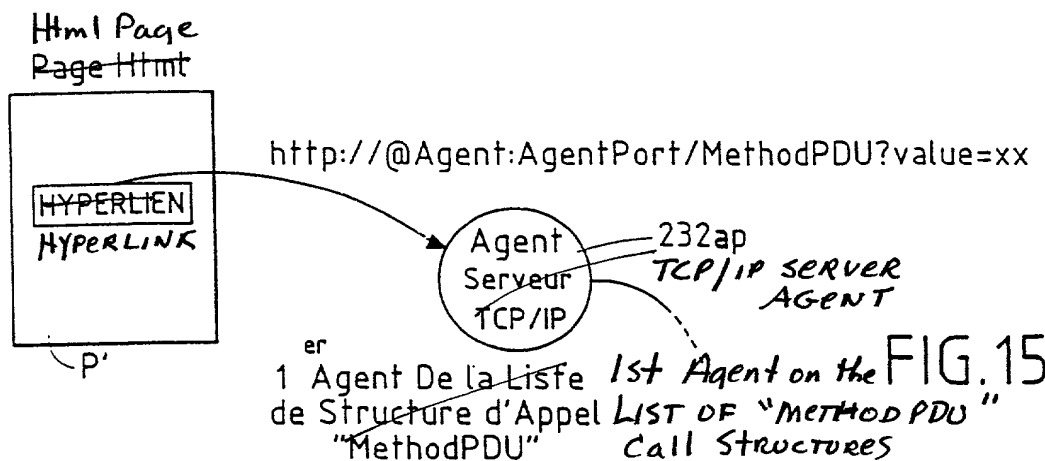 Html Page
Page Html
http://@Agent:AgentPort/MethodPDU?value=xx
HYPERLIEN
HYPERLINK
Agent
Serveur
TCP/IP
232ap
TCP/IP SERVER
AGENT
P'
1er Agent De la Liste
de Structure d'Appel
"MethodPDU"
1st Agent on the
LIST OF "METHOD PDU"
Call STRUCTURES
FIG.15